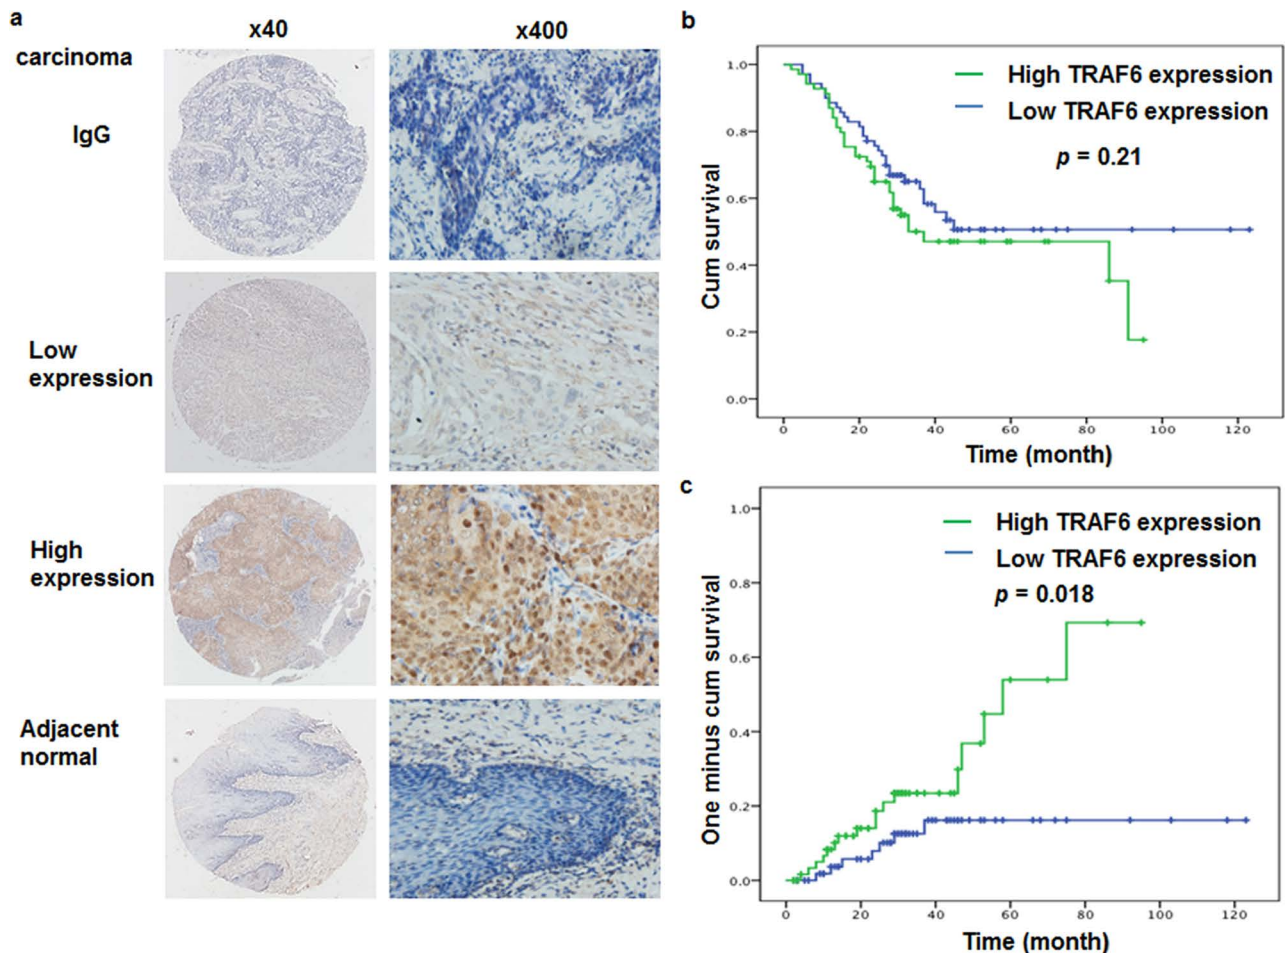 a
x40
x400
carcinoma
IgG
Low
expression
High
expression
Adjacent
normal
b
High TRAF6 expression
Low TRAF6 expression
p = 0.21
Cum survival
1.0
0.8
0.6
0.4
0.2
0.0
0 20 40 60 80 100 120
Time (month)
c
High TRAF6 expression
Low TRAF6 expression
p = 0.018
One minus cum survival
1.0
0.8
0.6
0.4
0.2
0.0
0 20 40 60 80 100 120
Time (month)